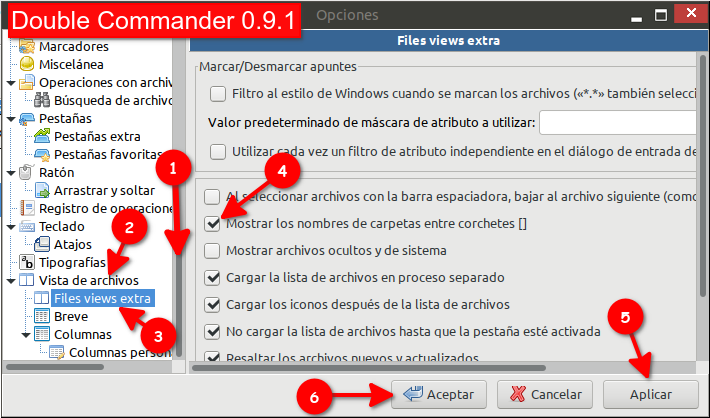 Double Commander 0.9.1
Opciones
Marcadores
Miscelánea
Operaciones con archiv
Búsqueda de archivo
Pestañas
Pestañas extra
Pestañas favoritas
Ratón
Arrastrar y soltar
Registro de operacione
Teclado
Atajos
Tipografías
Vista de archivos
Files views extra
Breve
Columnas
Columnas person
1
2
3
Files views extra
Marcar/Desmarcar apuntes
Filtro al estilo de Windows cuando se marcan los archivos («*.*» también selecci
Valor predeterminado de máscara de atributo a utilizar:
Utilizar cada vez un filtro de atributo independiente en el diálogo de entrada de
4
Al seleccionar archivos con la barra espaciadora, bajar al archivo siguiente (como
Mostrar los nombres de carpetas entre corchetes []
Mostrar archivos ocultos y de sistema
Cargar la lista de archivos en proceso separado
Cargar los iconos después de la lista de archivos
No cargar la lista de archivos hasta que la pestaña esté activada
Resaltar los archivos nuevos y actualizados
5
6
Aceptar
Cancelar
Aplicar